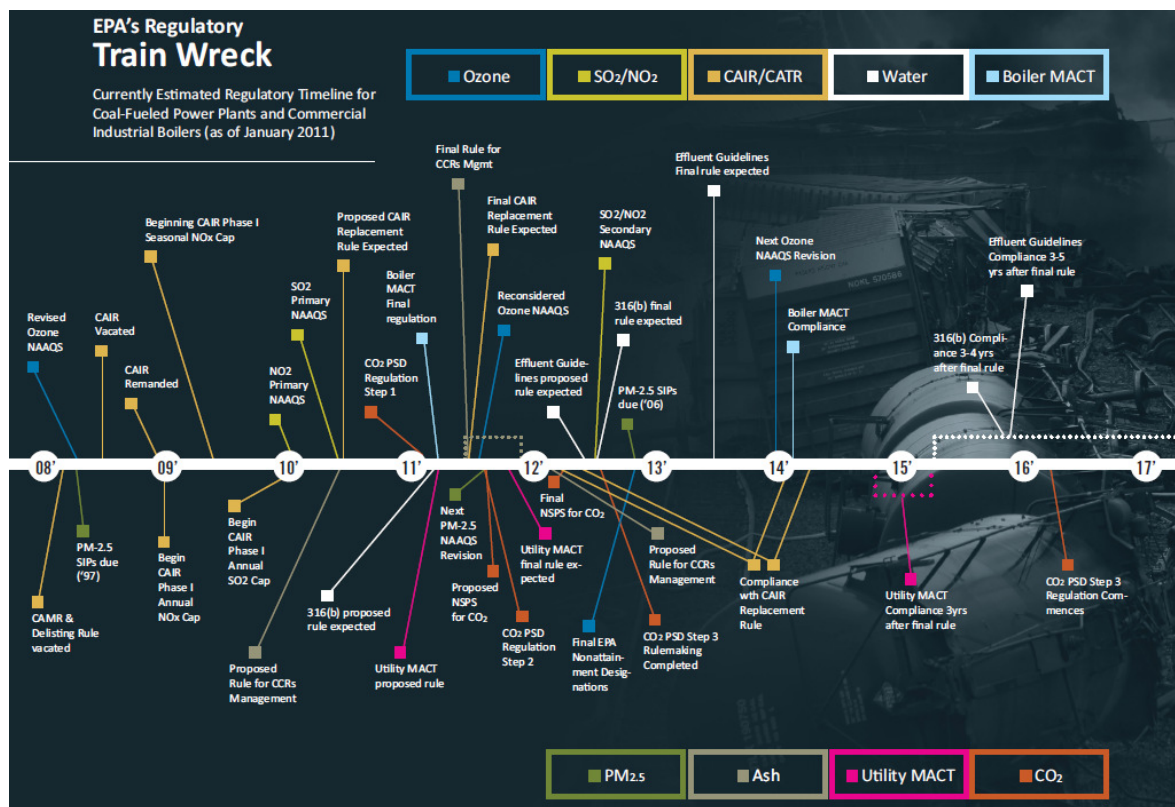 EPA's Regulatory
Train Wreck
Currently Estimated Regulatory Timeline for
Coal-Fueled Power Plants and Commercial
Industrial Boilers (as of January 2011)
Ozone
SO₂/NO₂
CAIR/CATR
Water
Boiler MACT
Final Rule for
CCRs Mgmt
Effluent Guidelines
Final rule expected
Beginning CAIR Phase I
Seasonal NOx Cap
Proposed CAIR
Replacement
Rule Expected
Final CAIR
Replacement
Rule Expected
SO2/NO2
Secondary
NAAQS
Next Ozone
NAAQS Revision
Effluent Guidelines
Compliance 3-5
yrs after final rule
Revised
Ozone
NAAQS
CAIR
Vacated
SO2
Primary
NAAQS
Boiler
MACT
Final
regulation
Reconsidered
Ozone NAAQS
316(b) final
rule expected
Boiler MACT
Compliance
316(b) Compli-
ance 3-4 yrs
after final rule
CAIR
Remanded
NO2
Primary
NAAQS
CO₂ PSD
Regulation
Step 1
Effluent Guide-
lines proposed
rule expected
PM-2.5 SIPs
due ('06)
NORL 570566
08'
09'
10'
11'
12'
13'
14'
15'
16'
17'
PM-2.5
SIPs due
('97)
CAMR &
Delisting Rule
vacated
Begin
CAIR
Phase I
Annual
NOx Cap
Begin
CAIR
Phase I
Annual
SO2 Cap
Proposed
Rule for CCRs
Management
316(b) proposed
rule expected
Utility MACT
proposed rule
Next
PM-2.5
NAAQS
Revision
Proposed
NSPS
for CO₂
CO₂ PSD
Regulation
Step 2
Final
NSPS for CO₂
Utility MACT
final rule ex-
pected
Final EPA
Nonattain-
ment Desig-
nations
Proposed
Rule for CCRs
Management
CO₂ PSD Step 3
Rulemaking
Completed
Compliance
wth CAIR
Replacement
Rule
Utility MACT
Compliance 3yrs
after final rule
CO₂ PSD Step 3
Regulation Com-
mences
PM₂.₅
Ash
Utility MACT
CO₂